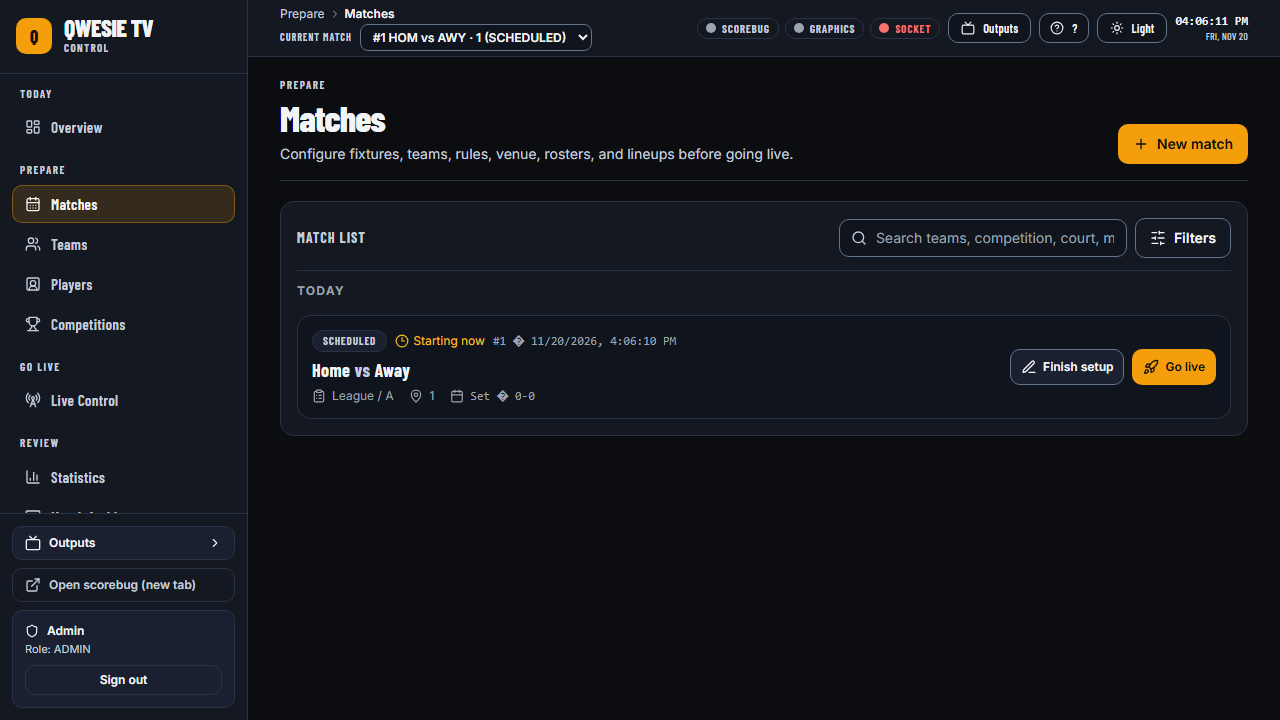 Q
QWESIE TV
CONTROL
TODAY
Overview
PREPARE
Matches
Teams
Players
Competitions
GO LIVE
Live Control
REVIEW
Statistics
Outputs
Open scorebug (new tab)
Admin
Role: ADMIN
Sign out
Prepare > Matches
CURRENT MATCH
#1 HOM vs AWY · 1 (SCHEDULED)
SCOREBUG
GRAPHICS
SOCKET
Outputs
?
Light
04:06:11 PM
FRI, NOV 20
PREPARE
Matches
Configure fixtures, teams, rules, venue, rosters, and lineups before going live.
New match
MATCH LIST
Search teams, competition, court, m
Filters
TODAY
SCHEDULED Starting now #1 � 11/20/2026, 4:06:10 PM
Home vs Away
League / A 1 Set � 0-0
Finish setup
Go live